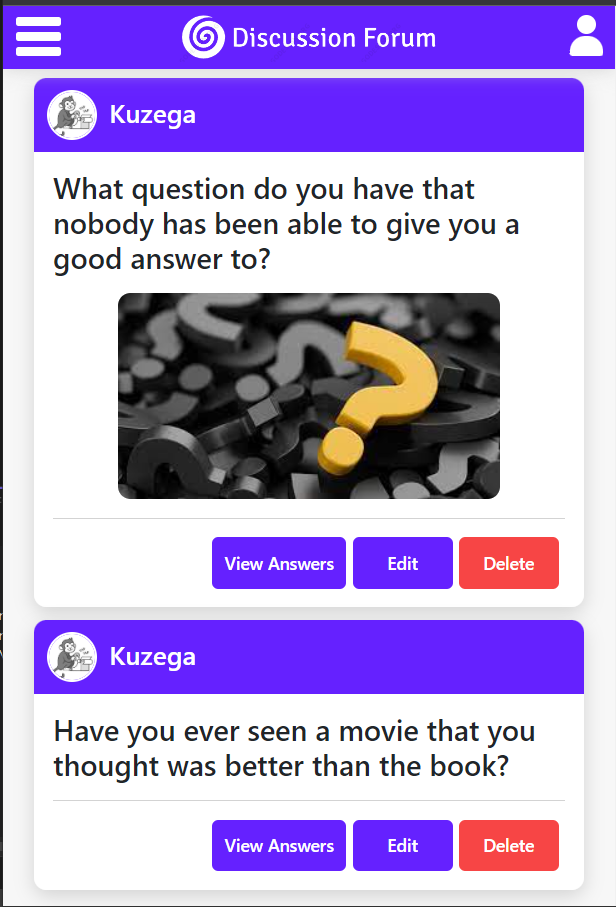 Discussion Forum
Kuzega
What question do you have that
nobody has been able to give you a
good answer to?
View Answers
Edit
Delete
Kuzega
Have you ever seen a movie that you
thought was better than the book?
View Answers
Edit
Delete